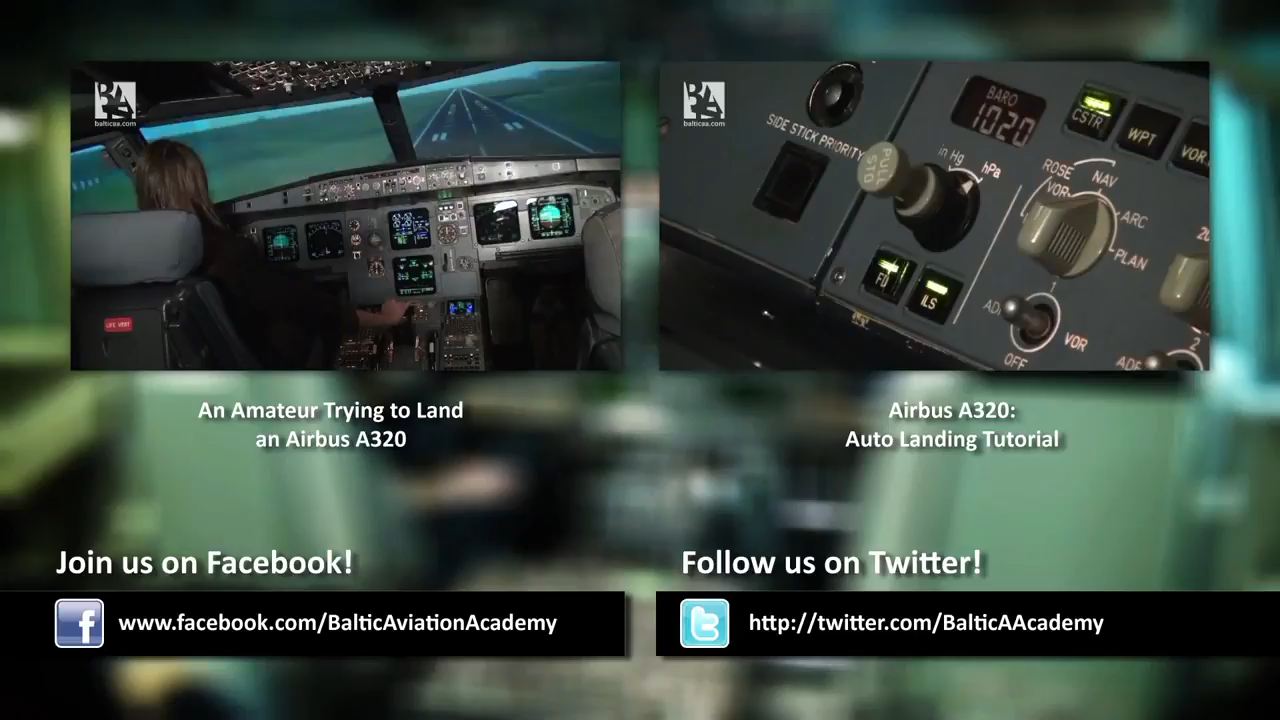 BAA
balticaa.com
LIFE VEST
BAA
balticaa.com
SIDE STICK PRIORITY
BARO
1020
in Hg
hPa
PULL
STD
CSTR
WPT
VOR.
ROSE
VOR
NAV
ARC
PLAN
FD
ILS
1
VOR
OFF
2
ADF
An Amateur Trying to Land
an Airbus A320
Airbus A320:
Auto Landing Tutorial
Join us on Facebook!
Follow us on Twitter!
f www.facebook.com/BalticAviationAcademy
t http://twitter.com/BalticAAcademy